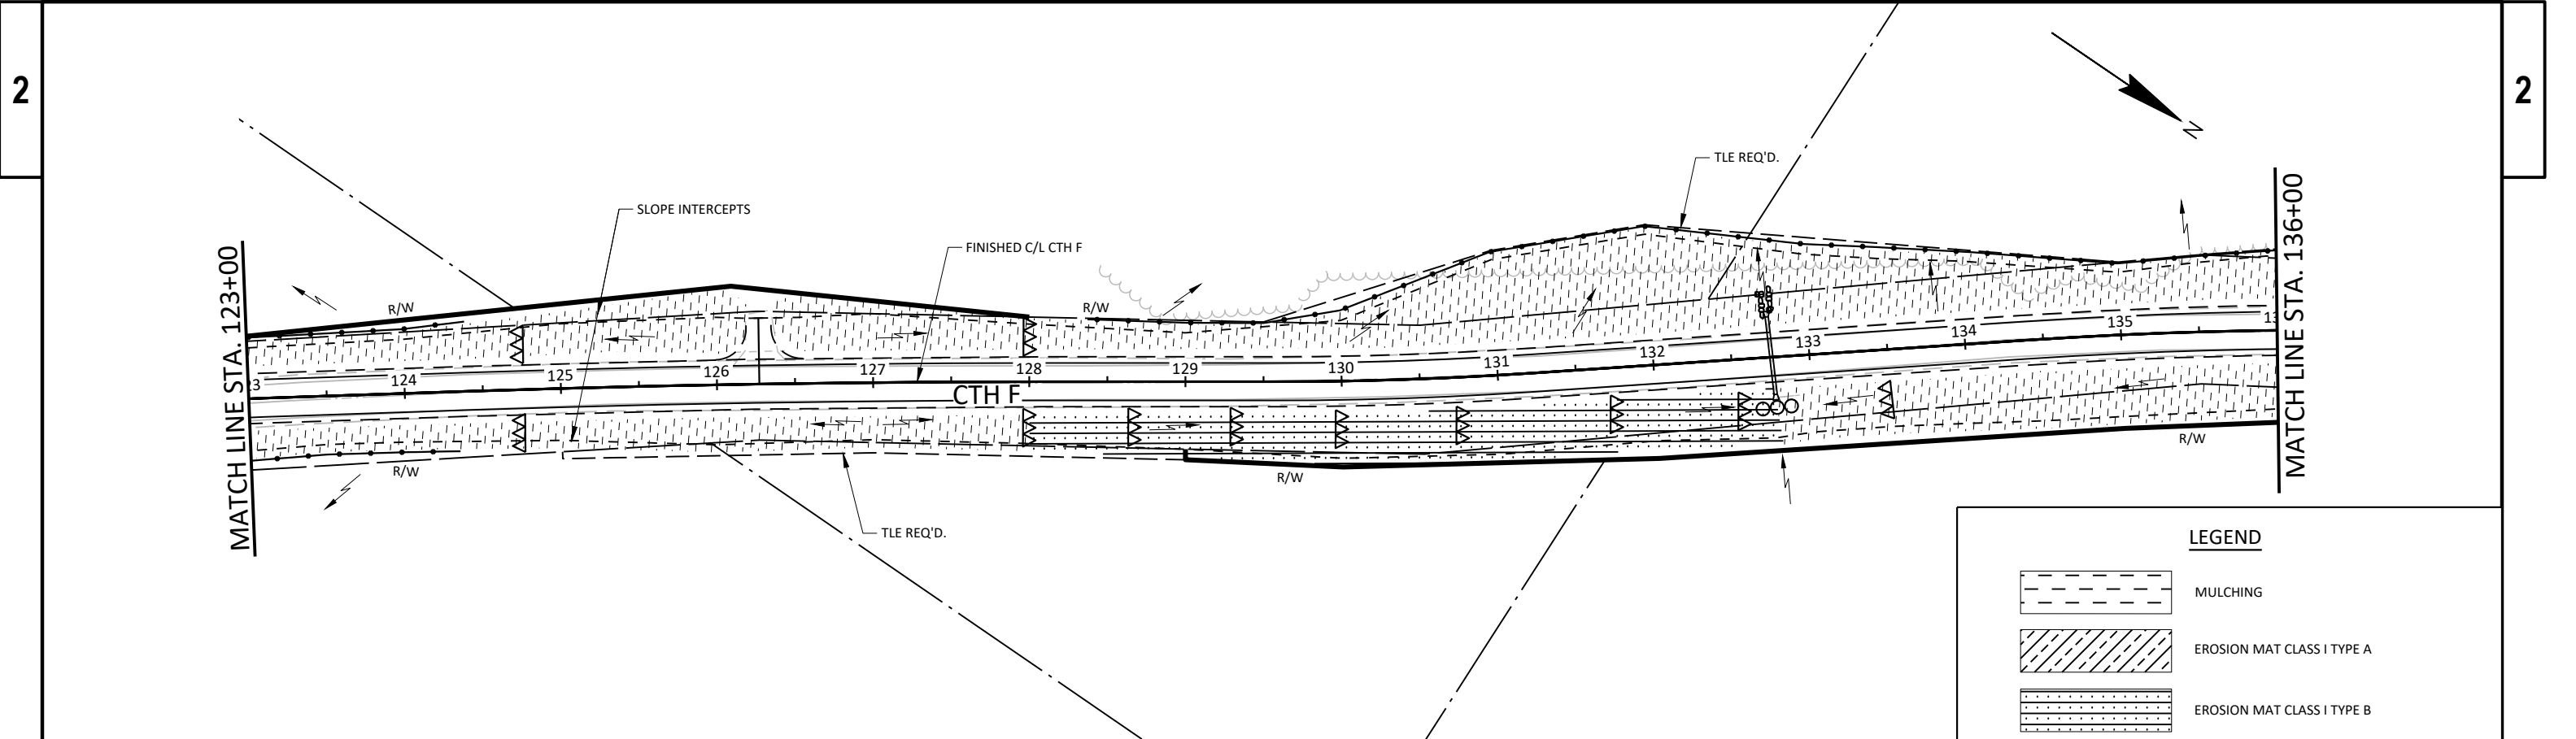 2
2
N
TLE REQ'D.
SLOPE INTERCEPTS
FINISHED C/L CTH F
MATCH LINE STA. 123+00
MATCH LINE STA. 136+00
R/W
R/W
124
125
126
127
128
129
130
131
132
133
134
135
CTH F
R/W
R/W
R/W
TLE REQ'D.
LEGEND
MULCHING
EROSION MAT CLASS I TYPE A
EROSION MAT CLASS I TYPE B